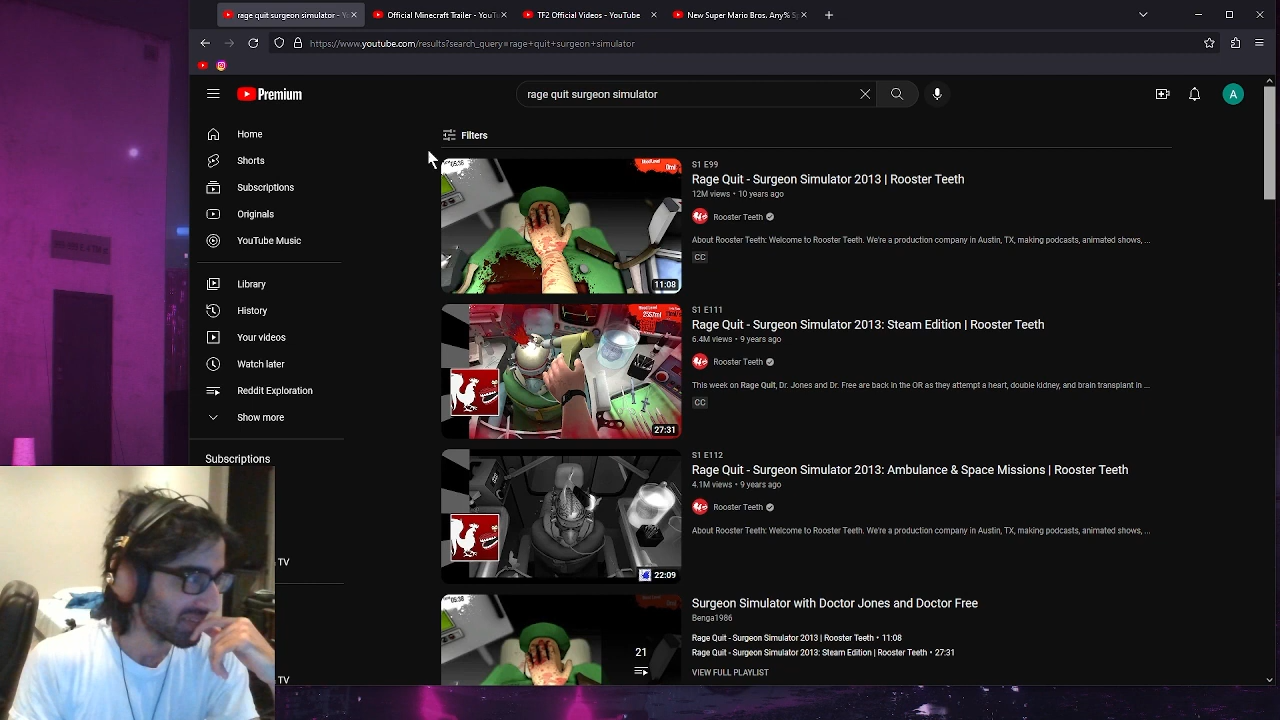 rage quit surgeon simulator - Y
Official Minecraft Trailer - YouT
TF2 Official Videos - YouTube
New Super Mario Bros. Any% S
https://www.youtube.com/results?search_query=rage+quit+surgeon+simulator
Premium
rage quit surgeon simulator
A
Home
Shorts
Subscriptions
Originals
YouTube Music
Library
History
Your videos
Watch later
Reddit Exploration
Show more
Subscriptions
TV
TV
Filters
11:08
S1 E99
Rage Quit - Surgeon Simulator 2013 | Rooster Teeth
12M views • 10 years ago
Rooster Teeth
About Rooster Teeth: Welcome to Rooster Teeth. We're a production company in Austin, TX, making podcasts, animated shows, ...
CC
27:31
S1 E111
Rage Quit - Surgeon Simulator 2013: Steam Edition | Rooster Teeth
6.4M views • 9 years ago
Rooster Teeth
This week on Rage Quit, Dr. Jones and Dr. Free are back in the OR as they attempt a heart, double kidney, and brain transplant in ...
CC
22:09
S1 E112
Rage Quit - Surgeon Simulator 2013: Ambulance & Space Missions | Rooster Teeth
4.1M views • 9 years ago
Rooster Teeth
About Rooster Teeth: Welcome to Rooster Teeth. We're a production company in Austin, TX, making podcasts, animated shows, ...
21
Surgeon Simulator with Doctor Jones and Doctor Free
Benga1986
Rage Quit - Surgeon Simulator 2013 | Rooster Teeth • 11:08
Rage Quit - Surgeon Simulator 2013: Steam Edition | Rooster Teeth • 27:31
VIEW FULL PLAYLIST